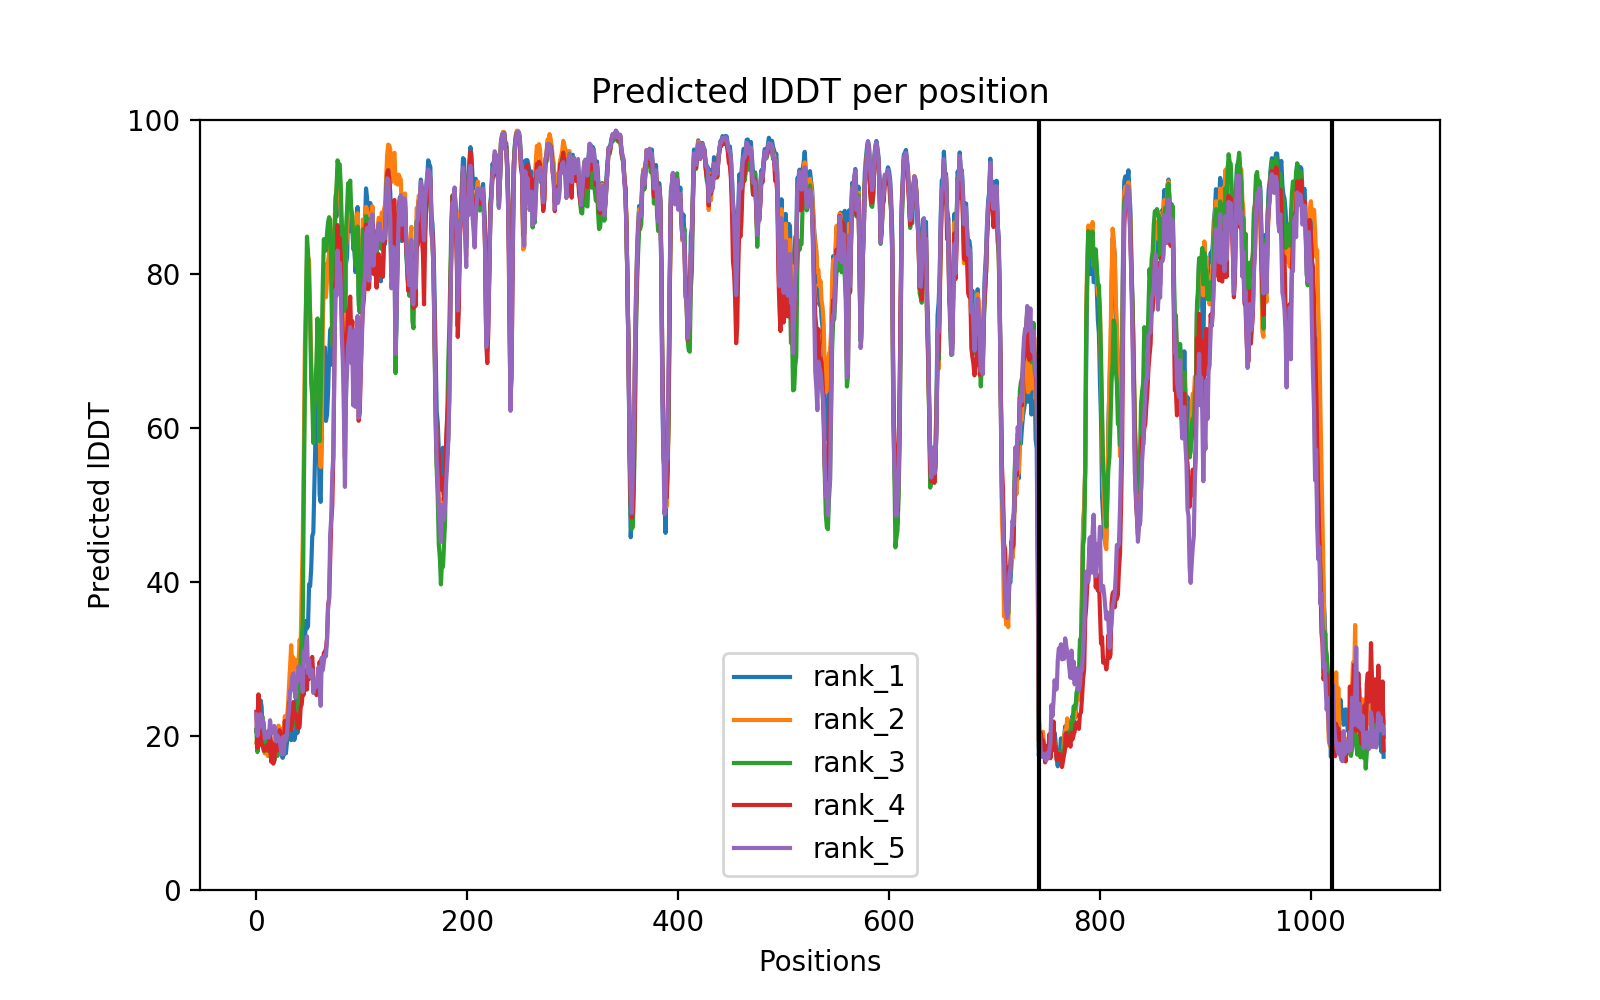 Predicted lDDT per position
Predicted lDDT
100
80
60
40
20
0
rank_1
rank_2
rank_3
rank_4
rank_5
0 200 400 600 800 1000
Positions